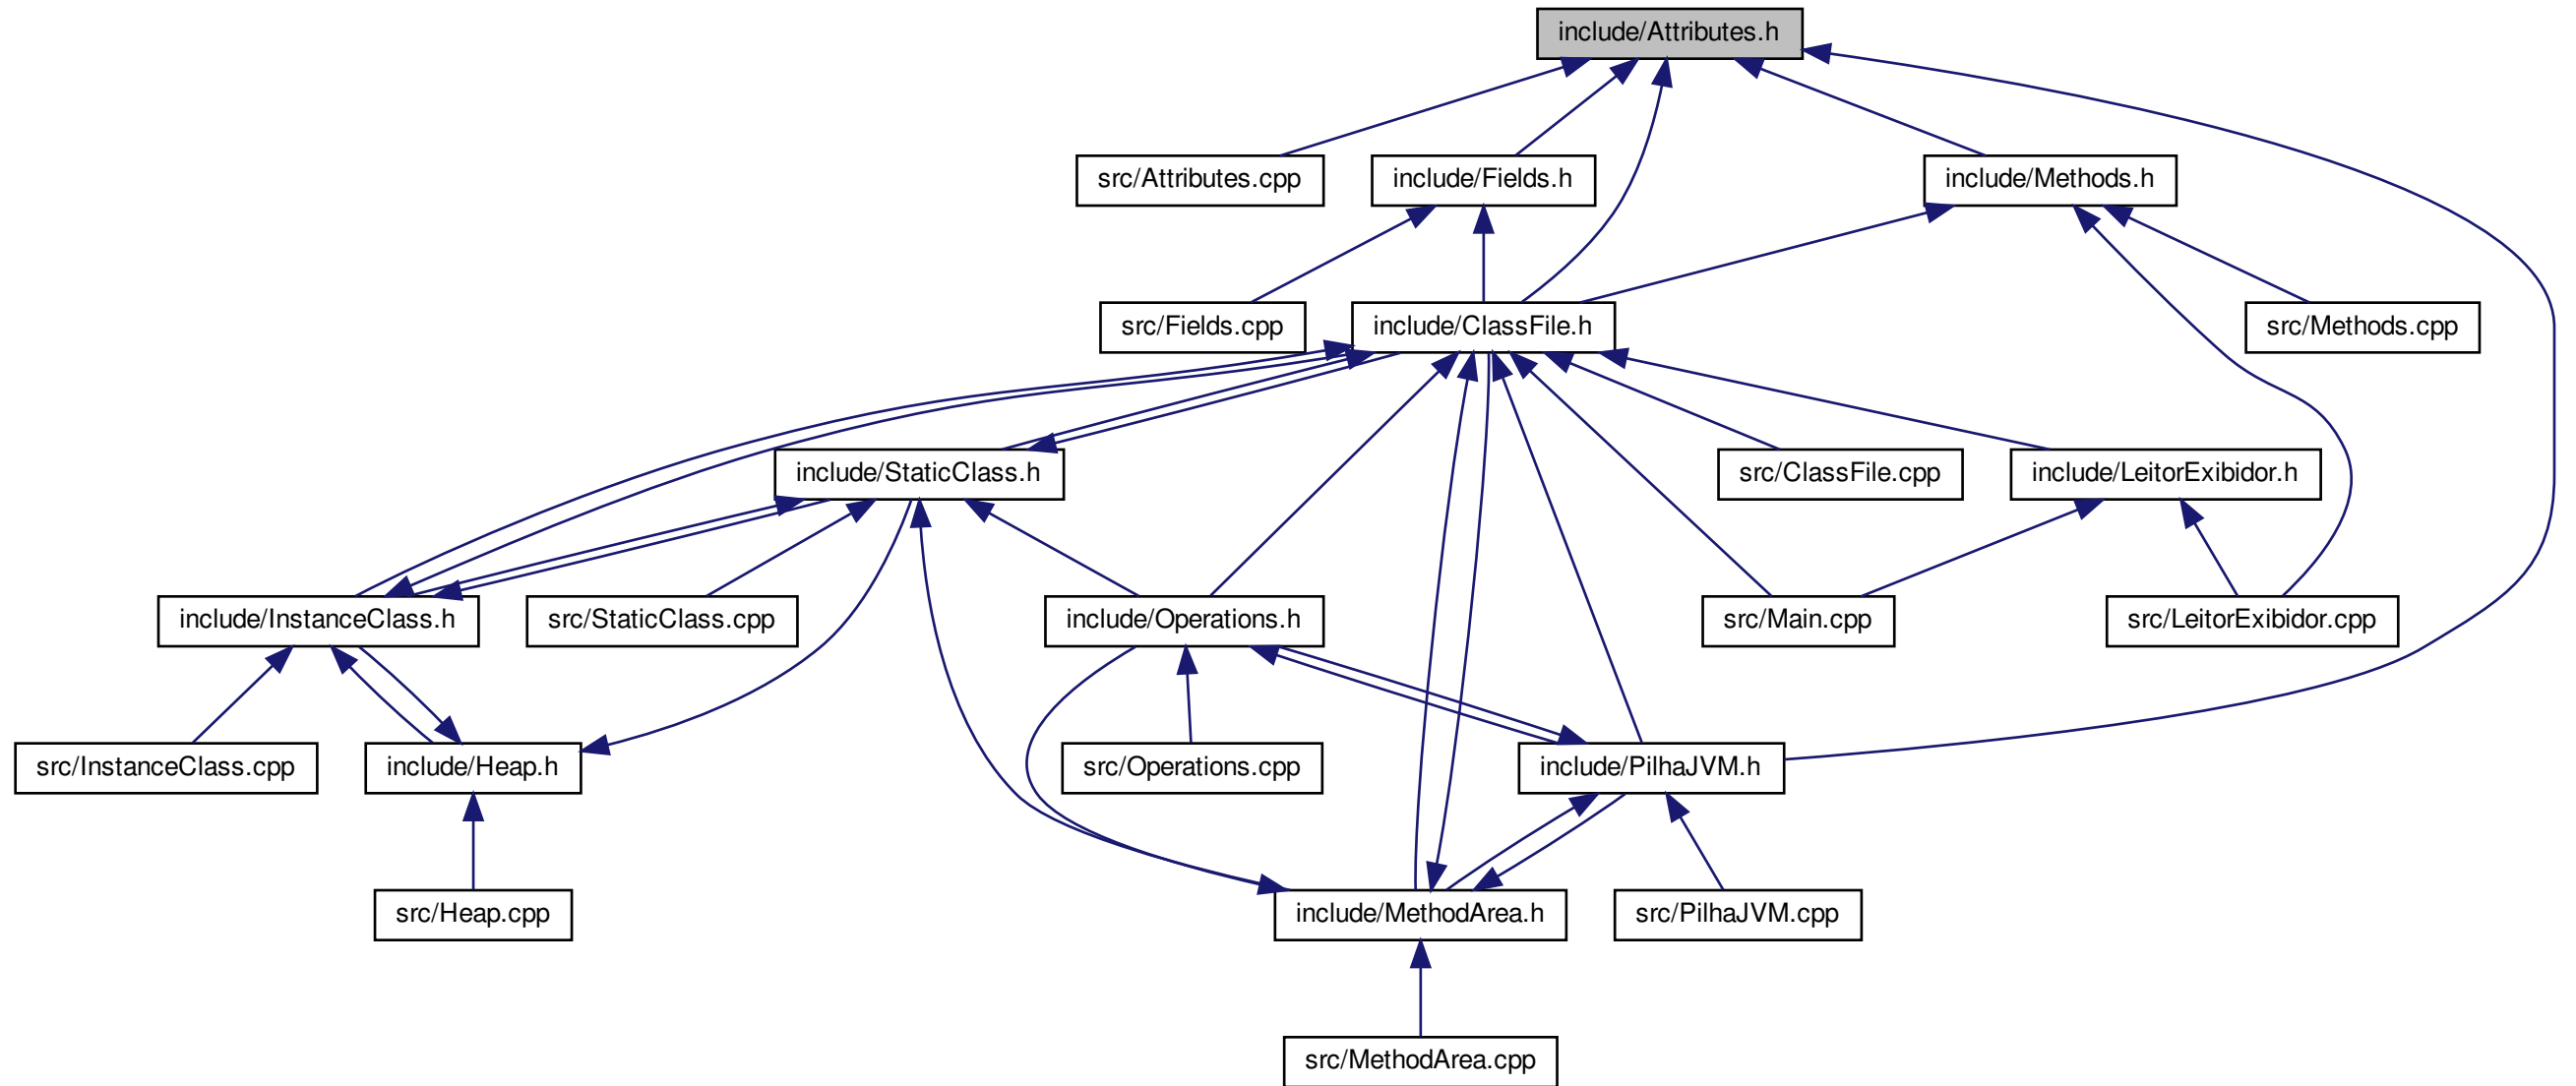 include/Attributes.h
src/Attributes.cpp
include/Fields.h
include/Methods.h
src/Fields.cpp
include/ClassFile.h
src/Methods.cpp
include/StaticClass.h
src/ClassFile.cpp
include/LeitorExibidor.h
include/InstanceClass.h
src/StaticClass.cpp
include/Operations.h
src/Main.cpp
src/LeitorExibidor.cpp
src/InstanceClass.cpp
include/Heap.h
src/Operations.cpp
include/PilhaJVM.h
src/Heap.cpp
include/MethodArea.h
src/PilhaJVM.cpp
src/MethodArea.cpp